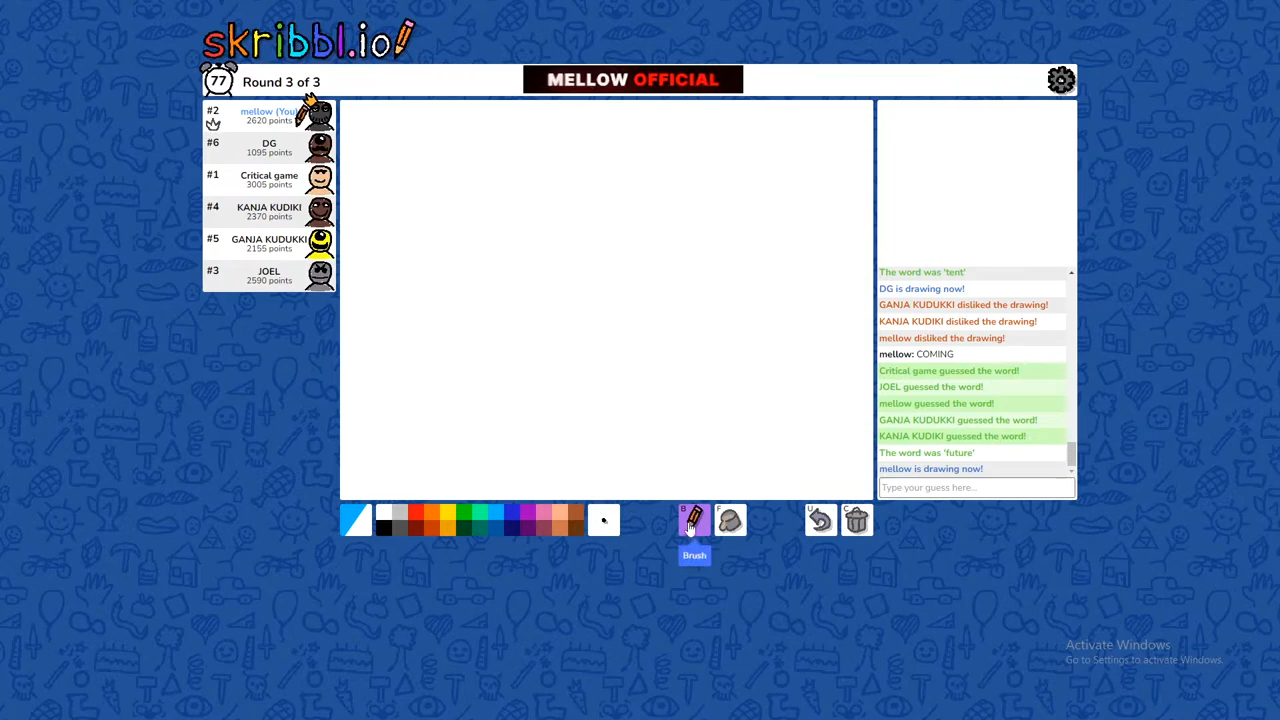 skribbl.io
77
Round 3 of 3
MELLOW OFFICIAL
#2
mellow (You)
2620 points
#6
DG
1095 points
#1
Critical game
3005 points
#4
KANJA KUDIKI
2370 points
#5
GANJA KUDUKKI
2155 points
#3
JOEL
2590 points
The word was 'tent'
DG is drawing now!
GANJA KUDUKKI disliked the drawing!
KANJA KUDIKI disliked the drawing!
mellow disliked the drawing!
mellow: COMING
Critical game guessed the word!
JOEL guessed the word!
mellow guessed the word!
GANJA KUDUKKI guessed the word!
KANJA KUDIKI guessed the word!
The word was 'future'
mellow is drawing now!
Type your guess here...
B
F
U
C
Brush
Activate Windows
Go to Settings to activate Windows.